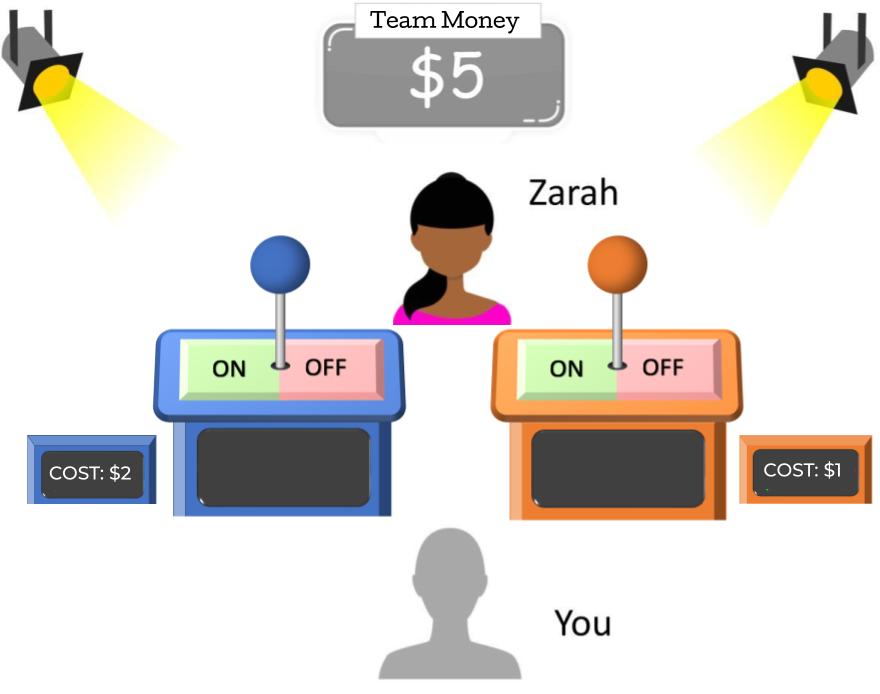 Team Money
$5
Zarah
ON OFF
ON OFF
COST: $2
COST: $1
You